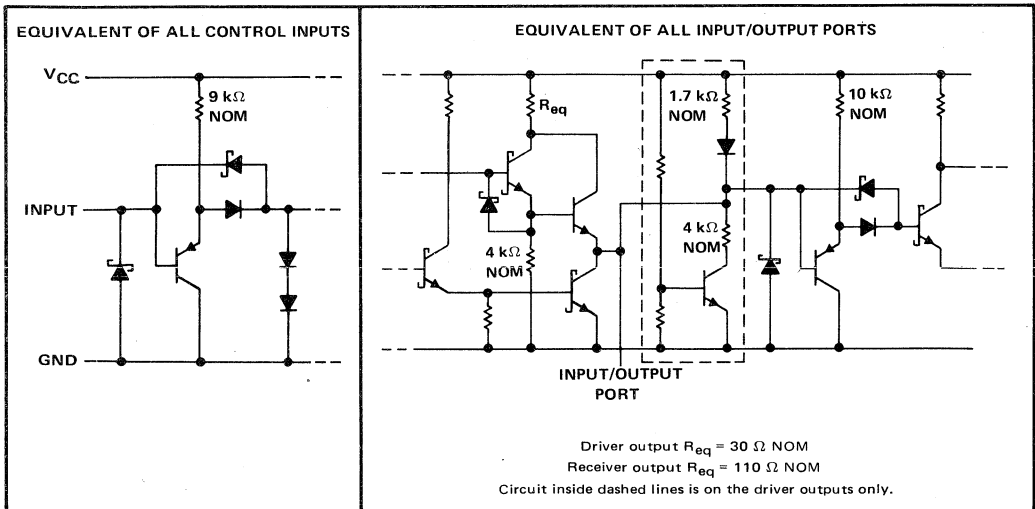 EQUIVALENT OF ALL CONTROL INPUTS
VCC
9 kΩ
NOM
INPUT
GND
EQUIVALENT OF ALL INPUT/OUTPUT PORTS
Req
1.7 kΩ
NOM
10 kΩ
NOM
4 kΩ
NOM
4 kΩ
NOM
INPUT/OUTPUT
PORT
Driver output Req = 30 Ω NOM
Receiver output Req = 110 Ω NOM
Circuit inside dashed lines is on the driver outputs only.